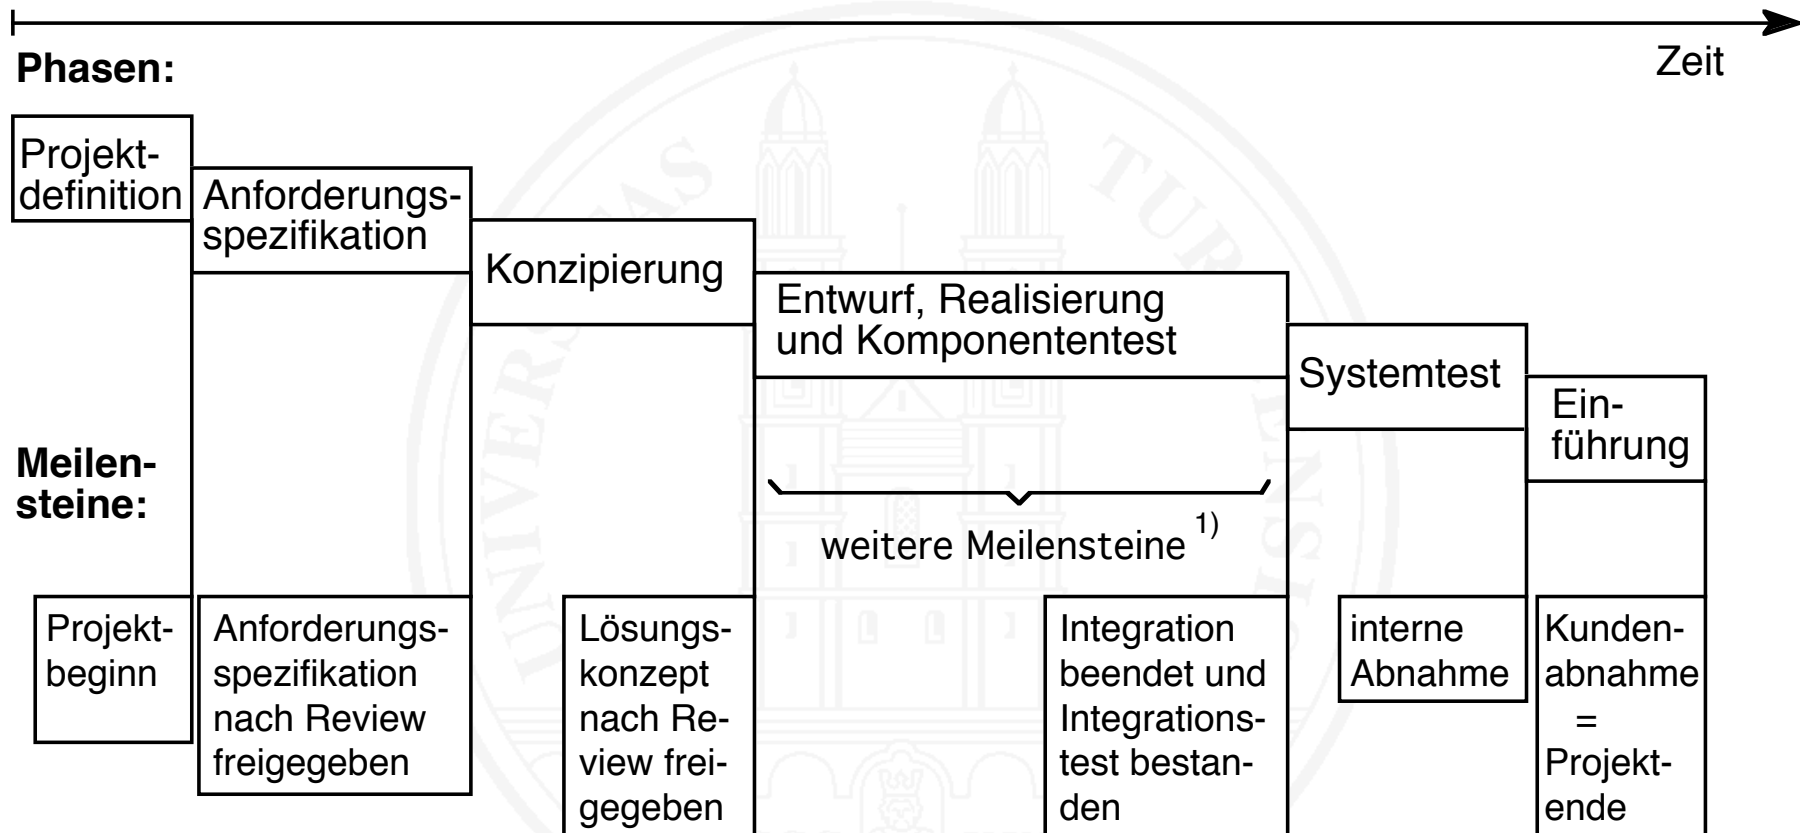 Zeit
Phasen:
Projekt-
definition
Anforderungs-
spezifikation
Konzipierung
Entwurf, Realisierung
und Komponententest
Systemtest
Ein-
führung
Meilen-
steine:
weitere Meilensteine 1)
Projekt-
beginn
Anforderungs-
spezifikation
nach Review
freigegeben
Lösungs-
konzept
nach Re-
view frei-
gegeben
Integration
beendet und
Integrations-
test bestan-
den
interne
Abnahme
Kunden-
abnahme
=
Projekt-
ende
UNIVERSITAS
TURICENSIS